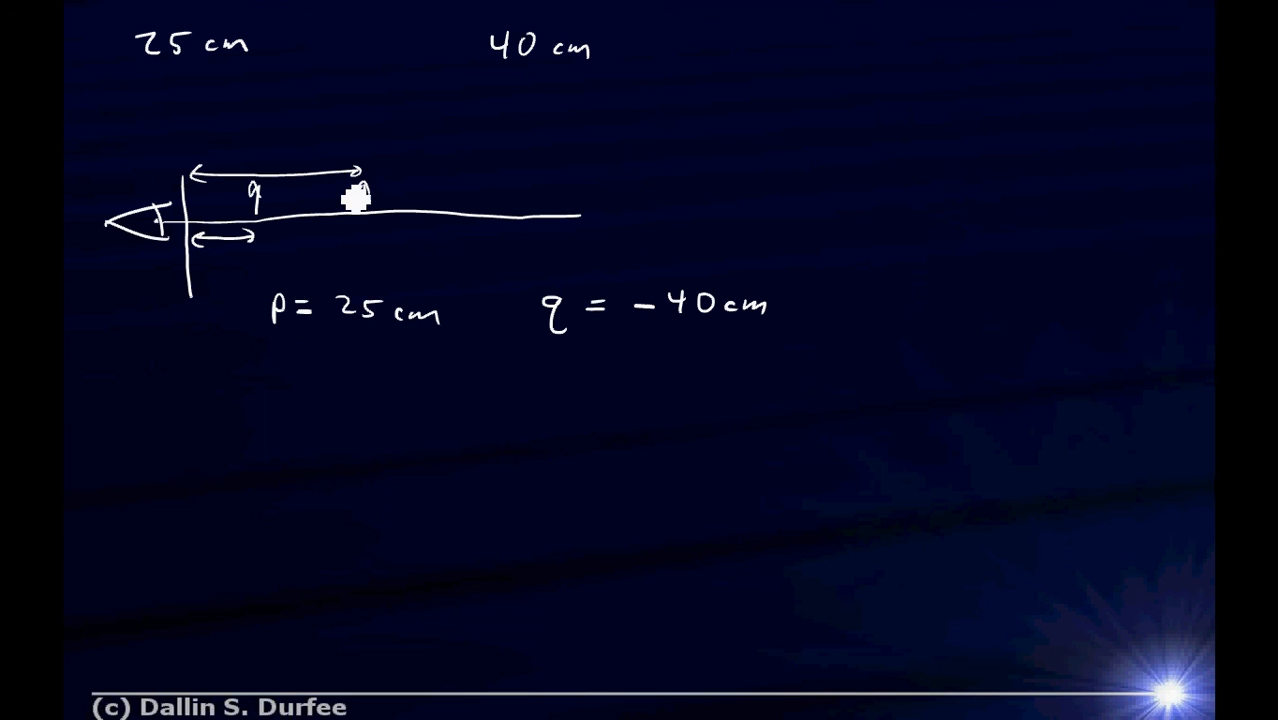 25 cm 40 cm
p = 25 cm q = -40 cm
(c) Dallin S. Durfee